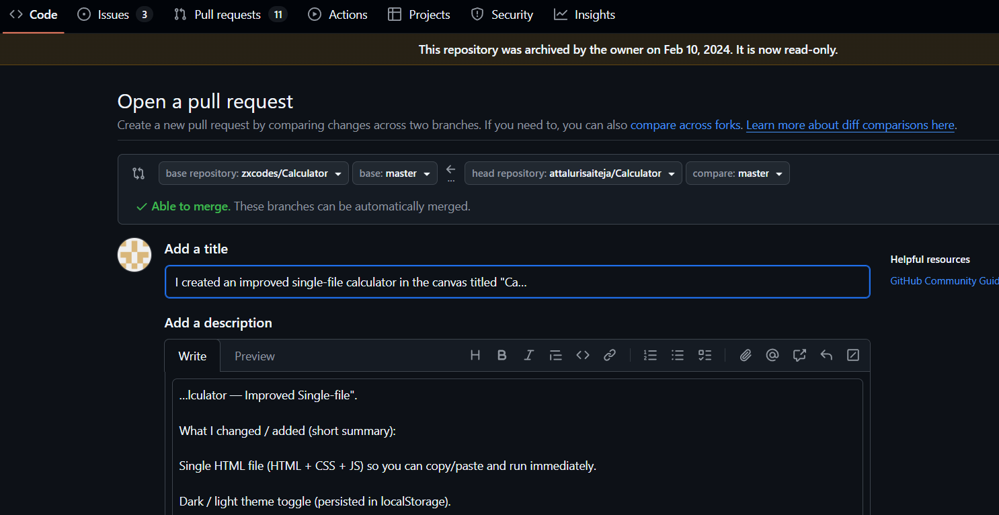 Code Issues 3 Pull requests 11 Actions Projects Security Insights
This repository was archived by the owner on Feb 10, 2024. It is now read-only.
Open a pull request
Create a new pull request by comparing changes across two branches. If you need to, you can also compare across forks. Learn more about diff comparisons here.
base repository: zxcodes/Calculator base: master ... head repository: attalurisaiteja/Calculator compare: master
Able to merge. These branches can be automatically merged.
Add a title
I created an improved single-file calculator in the canvas titled "Ca...
Helpful resources
GitHub Community Guid
Add a description
Write Preview
...lculator — Improved Single-file".
What I changed / added (short summary):
Single HTML file (HTML + CSS + JS) so you can copy/paste and run immediately.
Dark / light theme toggle (persisted in localStorage).